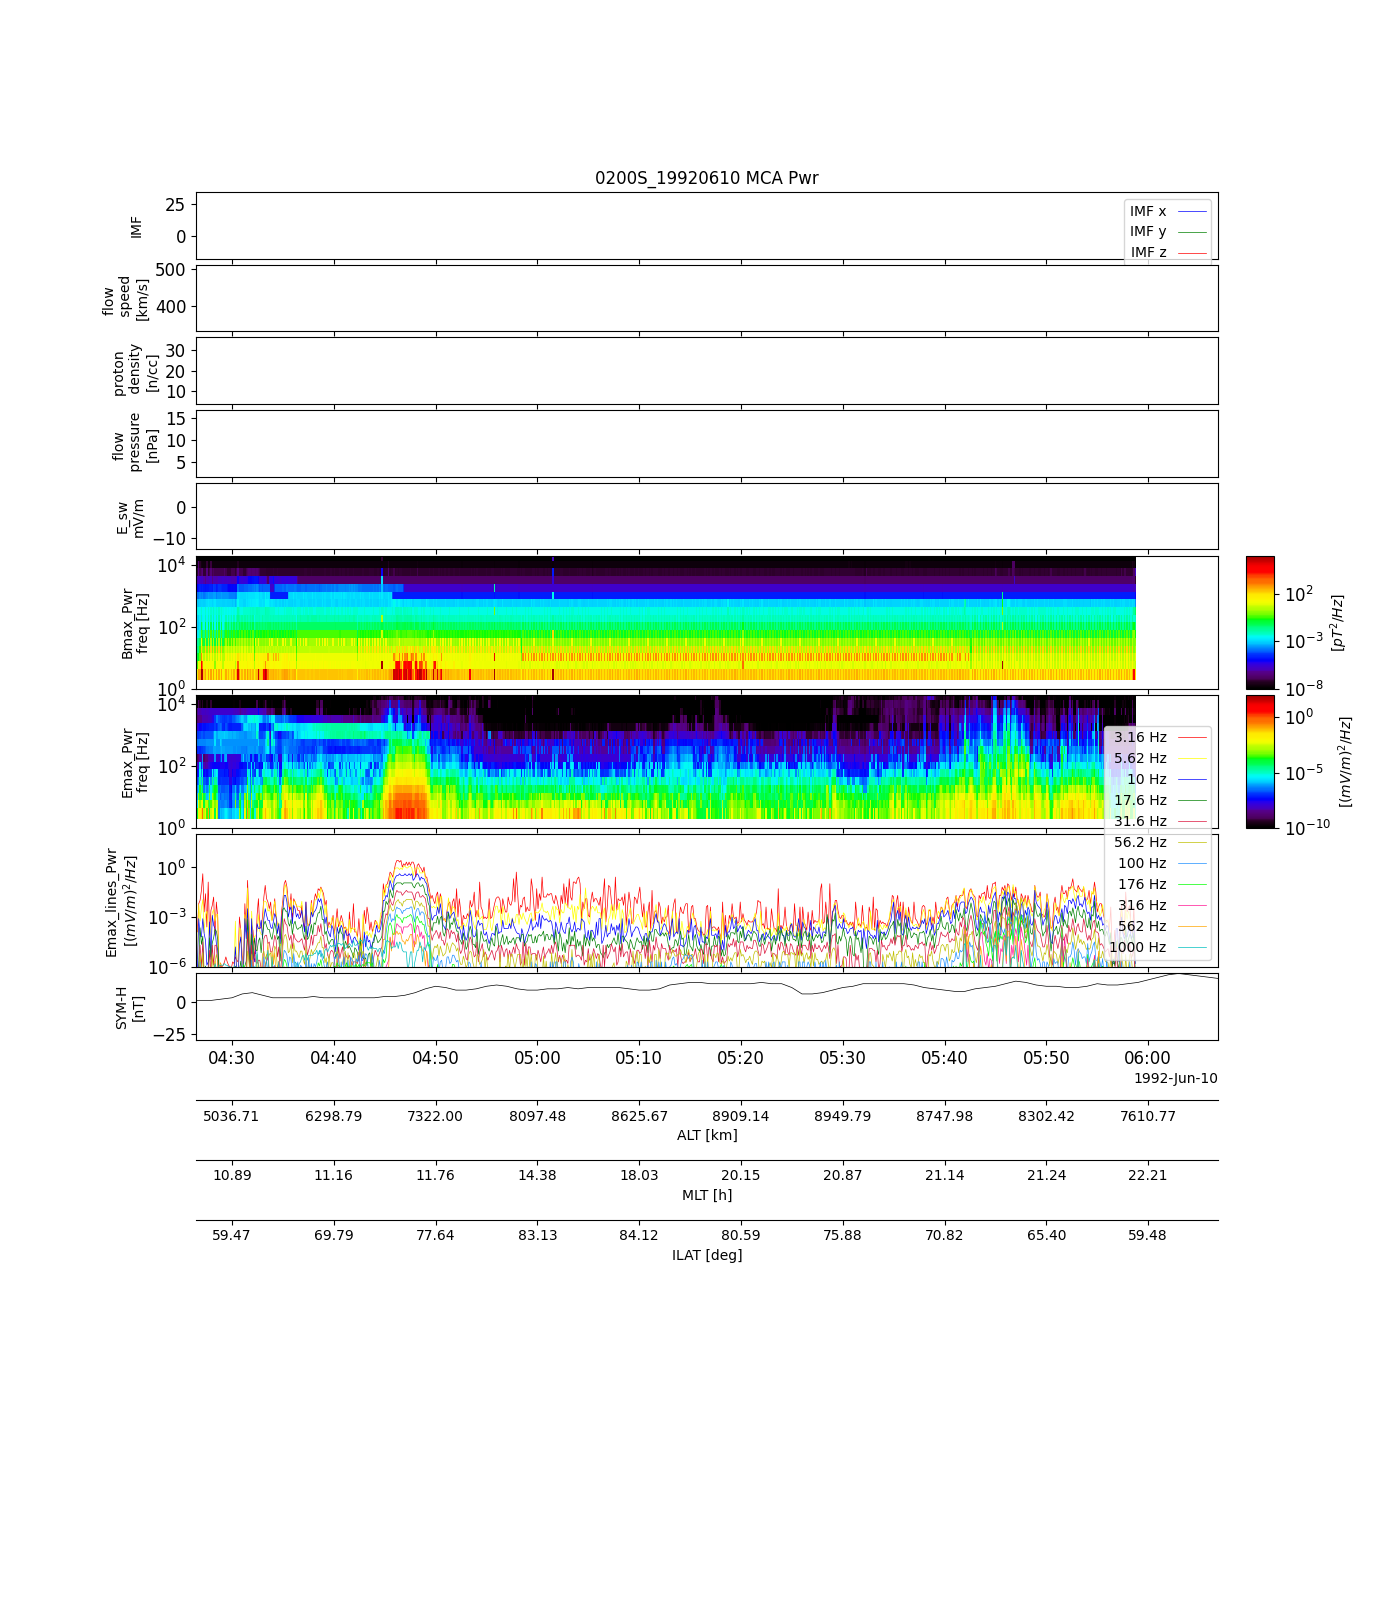 0200S_19920610 MCA Pwr
IMF
25
0
IMF x
IMF y
IMF z
flow
speed
[km/s]
500
400
proton
density
[n/cc]
30
20
10
flow
pressure
[nPa]
15
10
5
E_sw
mV/m
0
−10
Bmax_Pwr
freq [Hz]
10^4
10^2
10^0
10^2
10^−3
10^−8
[pT^2/Hz]
Emax_Pwr
freq [Hz]
10^4
10^2
10^0
10^0
10^−5
10^−10
[(mV/m)^2/Hz]
3.16 Hz
5.62 Hz
10 Hz
17.6 Hz
31.6 Hz
56.2 Hz
100 Hz
176 Hz
316 Hz
562 Hz
1000 Hz
Emax_lines_Pwr
[(mV/m)^2/Hz]
10^0
10^−3
10^−6
SYM-H
[nT]
0
−25
04:30 04:40 04:50 05:00 05:10 05:20 05:30 05:40 05:50 06:00
1992-Jun-10
5036.71 6298.79 7322.00 8097.48 8625.67 8909.14 8949.79 8747.98 8302.42 7610.77
ALT [km]
10.89 11.16 11.76 14.38 18.03 20.15 20.87 21.14 21.24 22.21
MLT [h]
59.47 69.79 77.64 83.13 84.12 80.59 75.88 70.82 65.40 59.48
ILAT [deg]